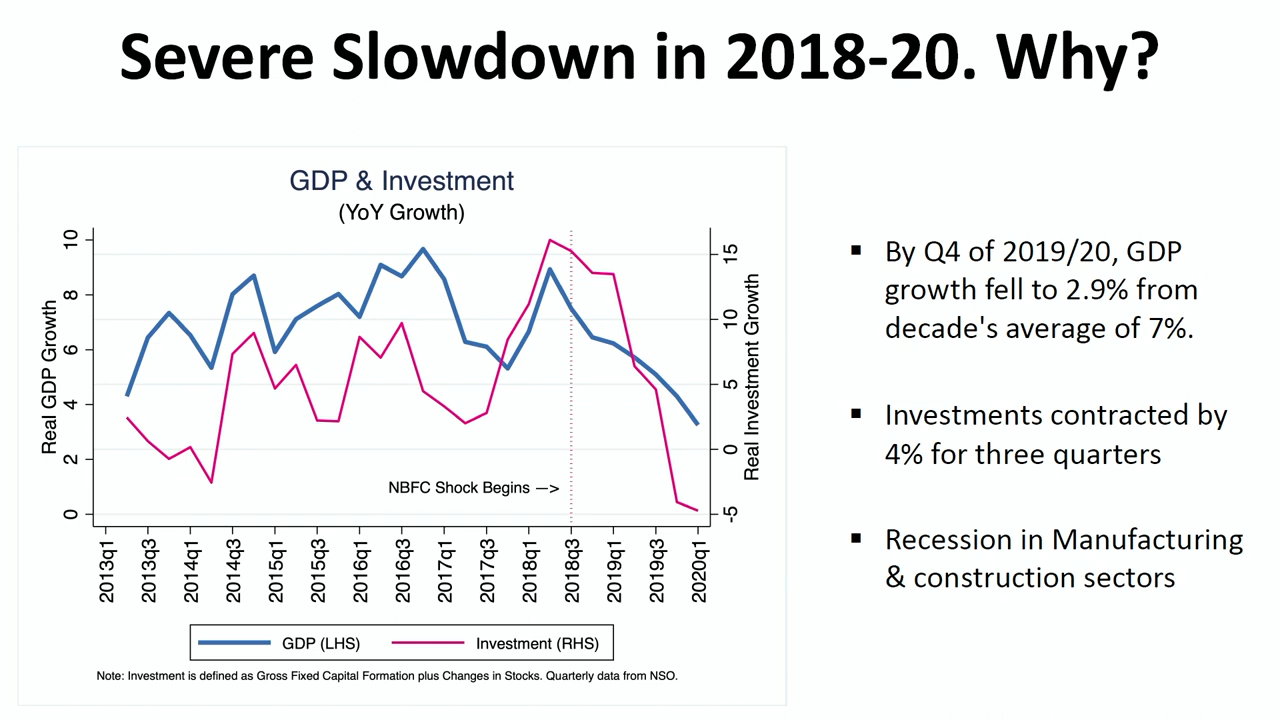 Severe Slowdown in 2018-20. Why?
GDP & Investment
(YoY Growth)
Real GDP Growth
10
8
6
4
2
0
NBFC Shock Begins —>
15
10
5
0
-5
Real Investment Growth
2013q1
2013q3
2014q1
2014q3
2015q1
2015q3
2016q1
2016q3
2017q1
2017q3
2018q1
2018q3
2019q1
2019q3
2020q1
GDP (LHS)
Investment (RHS)
Note: Investment is defined as Gross Fixed Capital Formation plus Changes in Stocks. Quarterly data from NSO.
▪ By Q4 of 2019/20, GDP
growth fell to 2.9% from
decade's average of 7%.
▪ Investments contracted by
4% for three quarters
▪ Recession in Manufacturing
& construction sectors